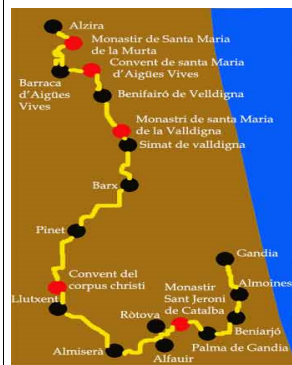 Alzira
Monastir de Santa Maria
de la Murta
Convent de santa Maria
d'Aigües Vives
Barraca
d'Aigües
Vives
Benifairó de Velldigna
Monastri de santa Maria
de la Valldigna
Simat de valldigna
Barx
Pinet
Gandia
Convent del
corpus christi
Monastir
Sant Jeroni
de Catalba
Almoines
Llutxent
Ròtova
Beniarjó
Almiserà
Alfauir
Palma de Gandia